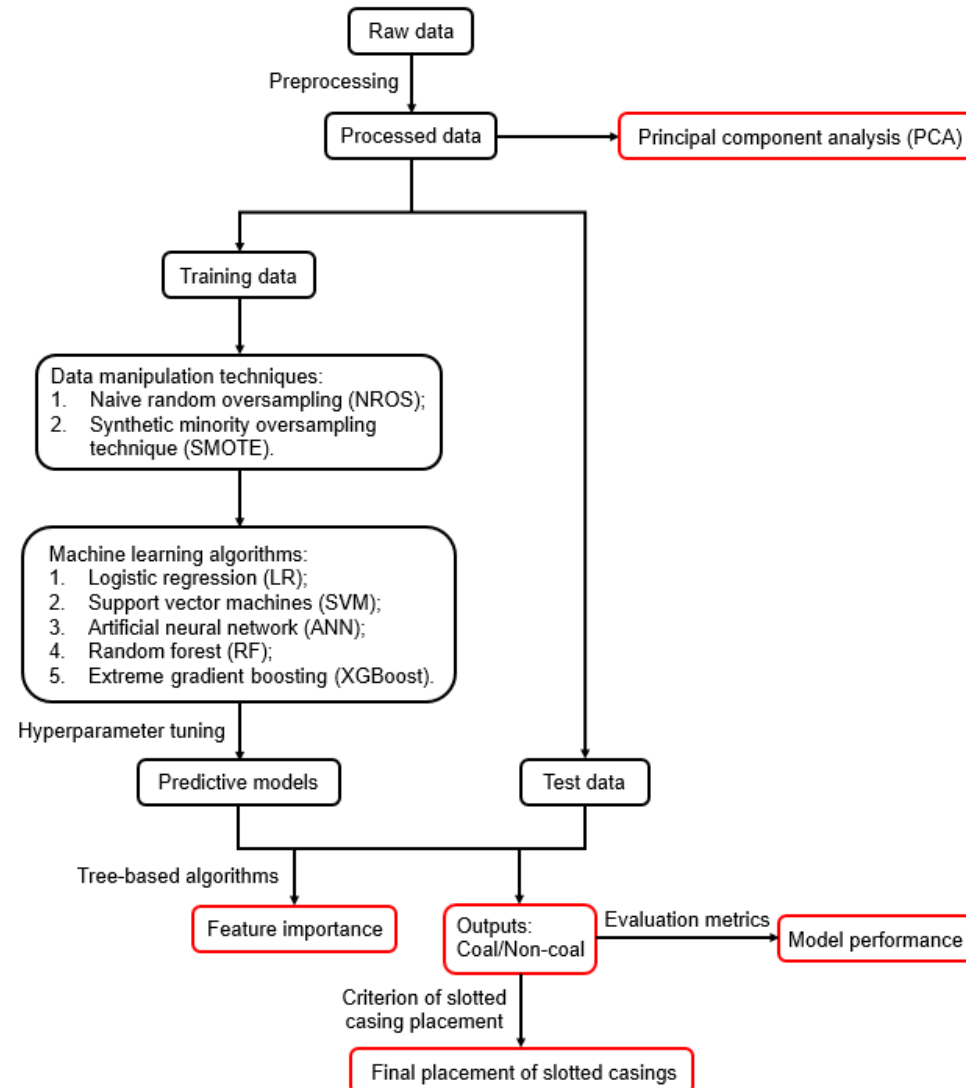 Raw data
Preprocessing
Processed data
Principal component analysis (PCA)
Training data
Data manipulation techniques:
1. Naive random oversampling (NROS);
2. Synthetic minority oversampling
technique (SMOTE).
Machine learning algorithms:
1. Logistic regression (LR);
2. Support vector machines (SVM);
3. Artificial neural network (ANN);
4. Random forest (RF);
5. Extreme gradient boosting (XGBoost).
Hyperparameter tuning
Predictive models
Test data
Tree-based algorithms
Feature importance
Outputs:
Coal/Non-coal
Evaluation metrics
Model performance
Criterion of slotted
casing placement
Final placement of slotted casings